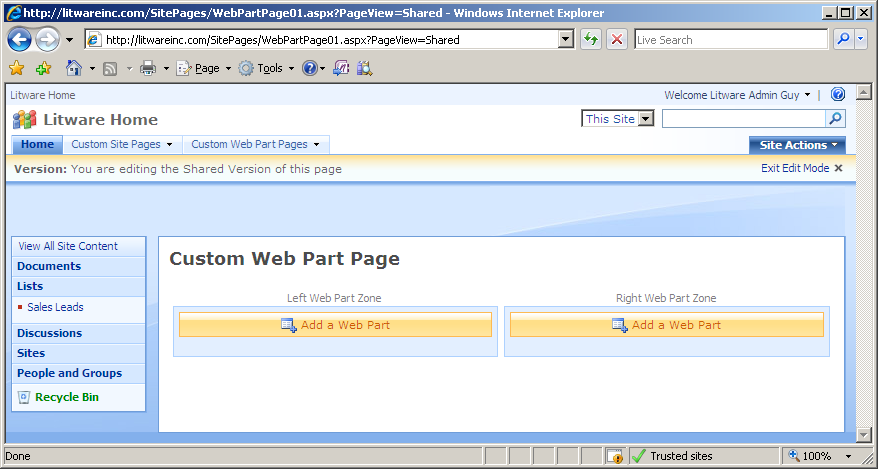 http://litwareinc.com/SitePages/WebPartPage01.aspx?PageView=Shared - Windows Internet Explorer
http://litwareinc.com/SitePages/WebPartPage01.aspx?PageView=Shared
Live Search
Page Tools
Litware Home
Welcome Litware Admin Guy
Litware Home
This Site
Home Custom Site Pages Custom Web Part Pages
Site Actions
Version: You are editing the Shared Version of this page
Exit Edit Mode
View All Site Content
Documents
Lists
Sales Leads
Discussions
Sites
People and Groups
Recycle Bin
Custom Web Part Page
Left Web Part Zone
Add a Web Part
Right Web Part Zone
Add a Web Part
Done
Trusted sites
100%